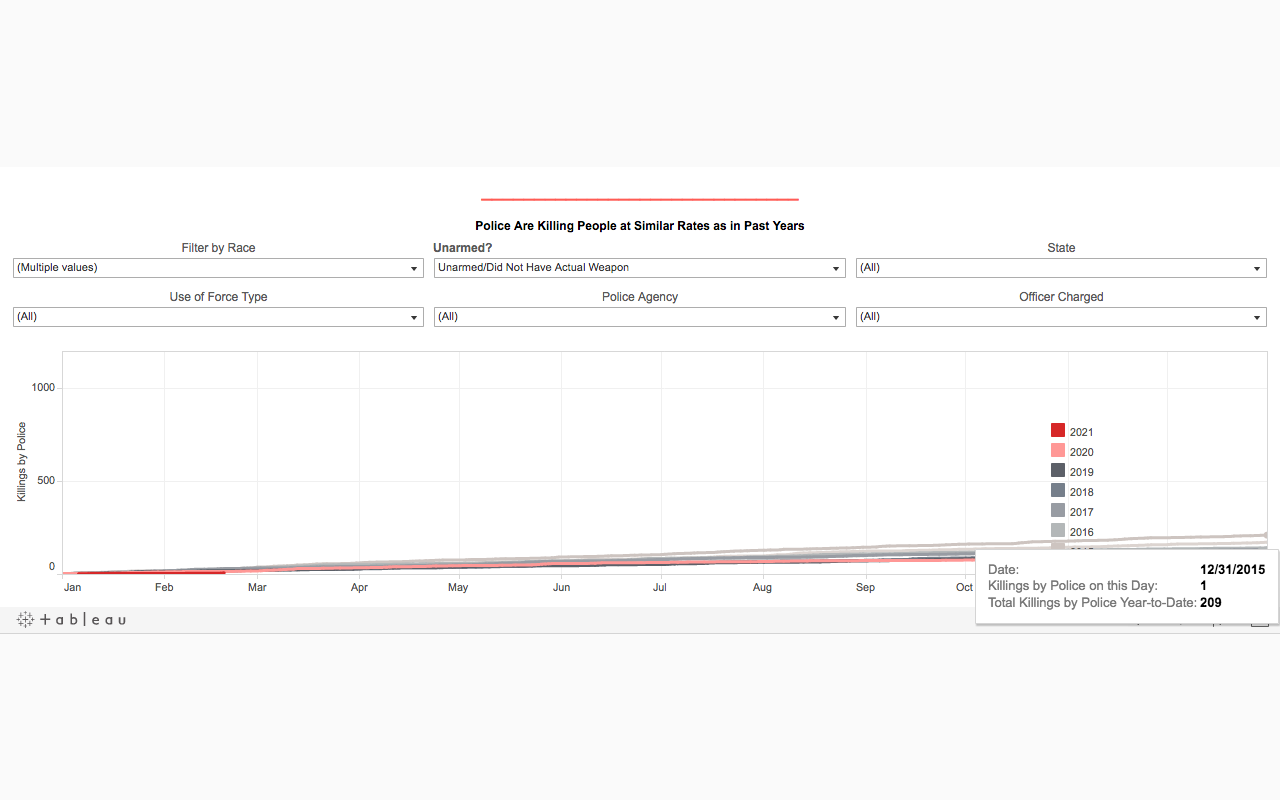 Police Are Killing People at Similar Rates as in Past Years
Filter by Race
Unarmed?
State
(Multiple values)
Unarmed/Did Not Have Actual Weapon
(All)
Use of Force Type
Police Agency
Officer Charged
(All)
(All)
(All)
1000
500
0
Killings by Police
2021
2020
2019
2018
2017
2016
Jan
Feb
Mar
Apr
May
Jun
Jul
Aug
Sep
Oct
Date: 12/31/2015
Killings by Police on this Day: 1
Total Killings by Police Year-to-Date: 209
+ a b l e a u